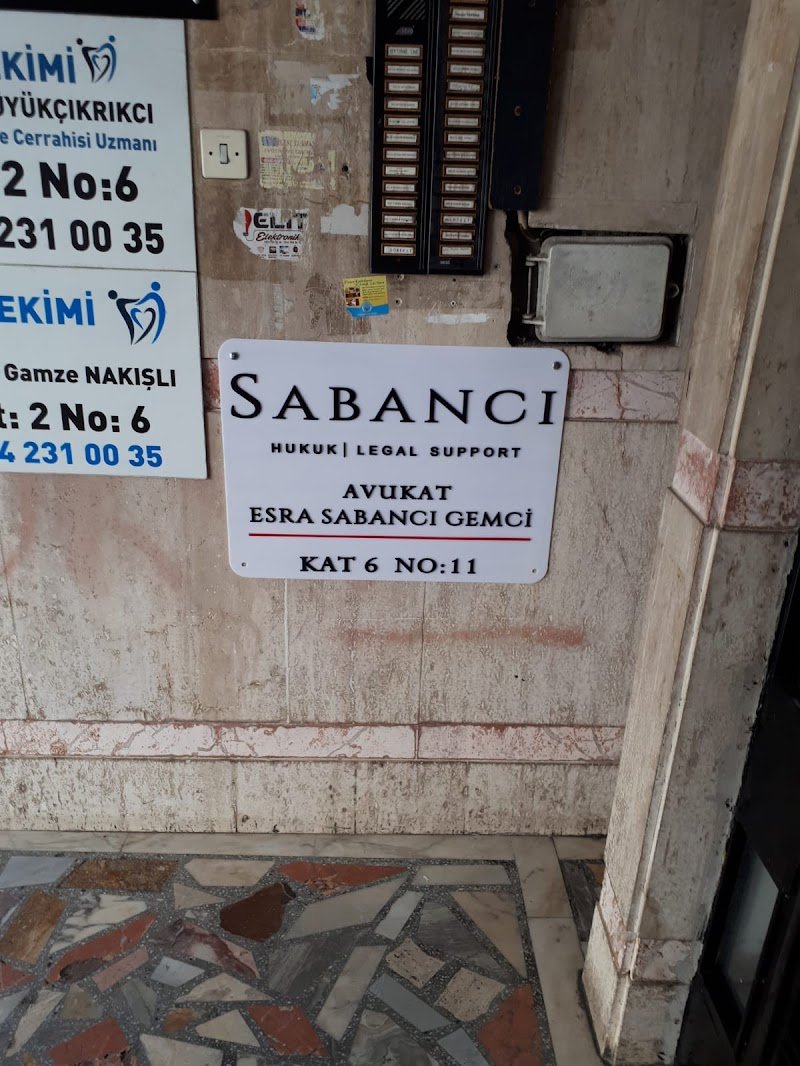 EKİMİ
ÜYÜKÇIKRIKCI
e Cerrahisi Uzmanı
2 No:6
231 00 35
EKİMİ
Gamze NAKIŞLI
t: 2 No: 6
4 231 00 35
ELİT
Elektronik
SABANCI
HUKUK| LEGAL SUPPORT
AVUKAT
ESRA SABANCI GEMCİ
KAT 6 NO:11